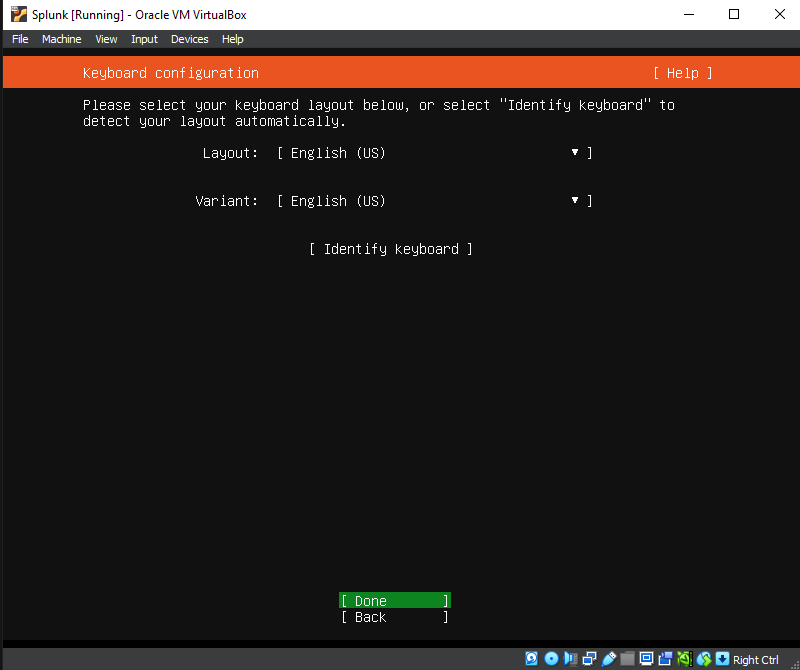 Splunk [Running] - Oracle VM VirtualBox
File Machine View Input Devices Help
Keyboard configuration [ Help ]
Please select your keyboard layout below, or select "Identify keyboard" to
detect your layout automatically.
Layout: [ English (US) ▾ ]
Variant: [ English (US) ▾ ]
[ Identify keyboard ]
[ Done ]
[ Back ]
Right Ctrl